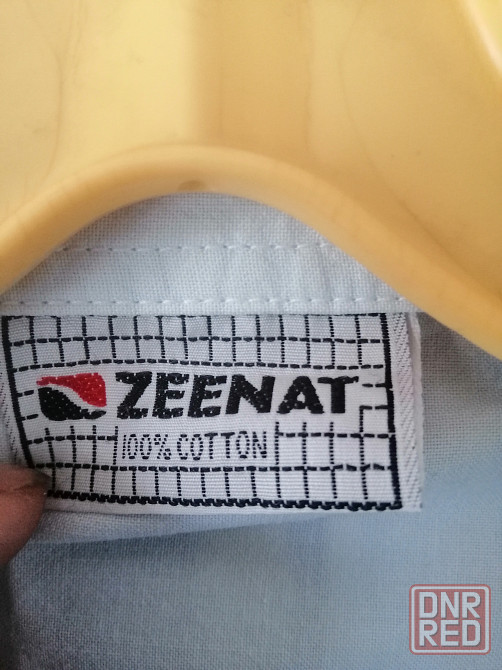 ZEENAT
100% COTTON
DNR
RED